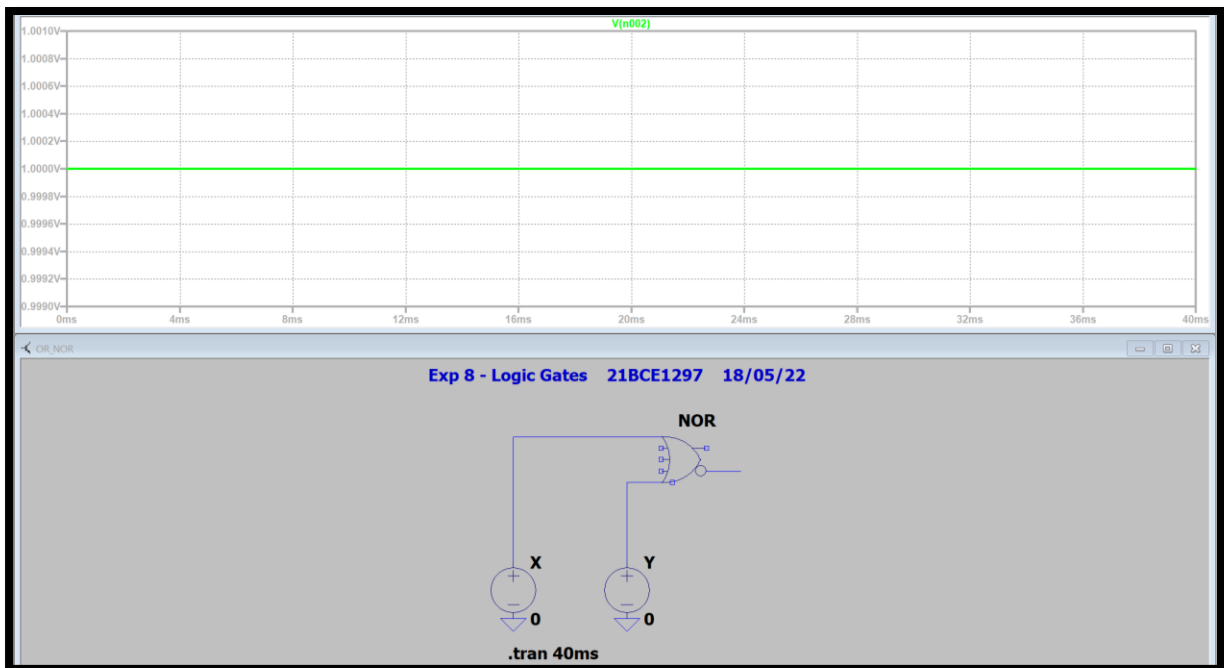 V(n002)
1.0010V
1.0008V
1.0006V
1.0004V
1.0002V
1.0000V
0.9998V
0.9996V
0.9994V
0.9992V
0.9990V
0ms 4ms 8ms 12ms 16ms 20ms 24ms 28ms 32ms 36ms 40ms
OR_NOR
Exp 8 - Logic Gates 21BCE1297 18/05/22
NOR
X Y
0 0
.tran 40ms